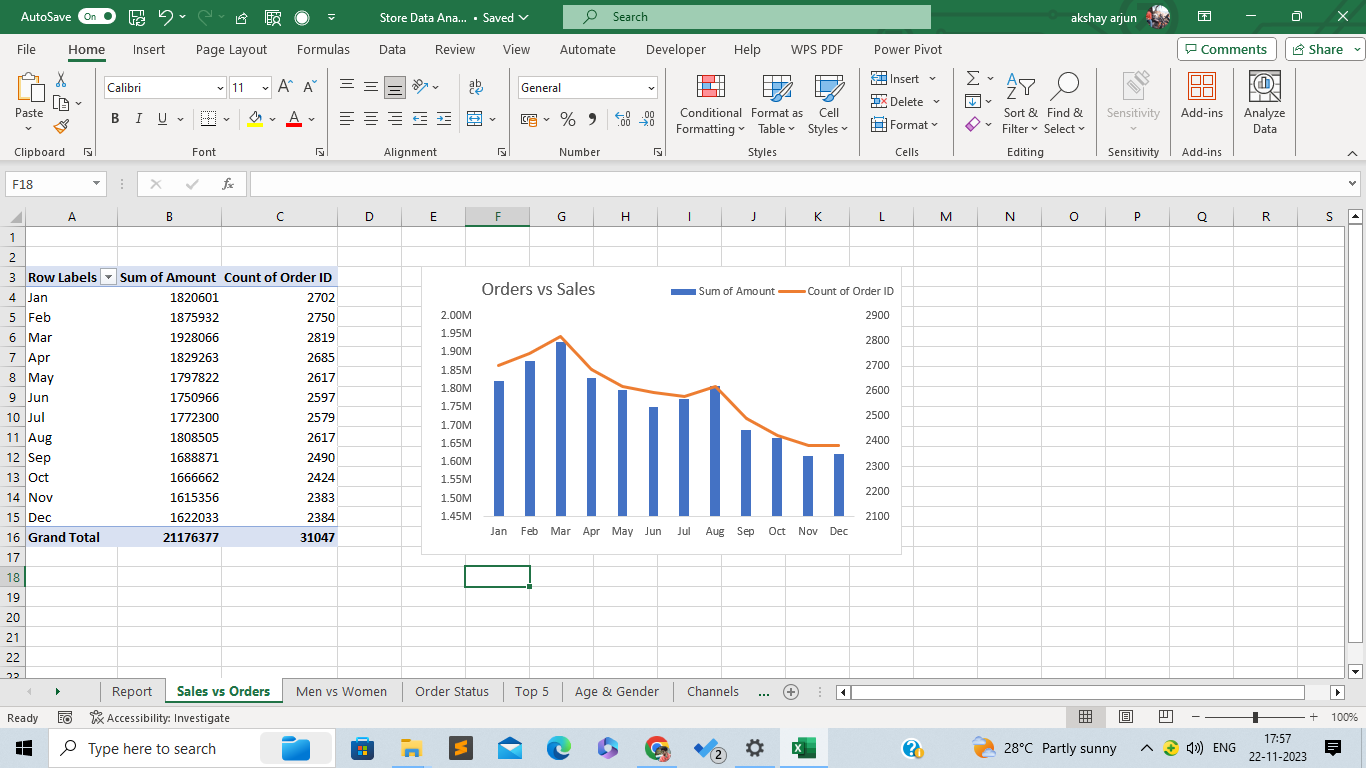 AutoSave On Store Data Ana... • Saved Search akshay arjun
File Home Insert Page Layout Formulas Data Review View Automate Developer Help WPS PDF Power Pivot Comments Share
Paste Calibri 11 General Conditional Formatting Format as Table Cell Styles Insert Delete Format Sort & Filter Find & Select Sensitivity Add-ins Analyze Data
B I U
Clipboard Font Alignment Number Styles Cells Editing Sensitivity Add-ins
F18 fx
A B C D E F G H I J K L M N O P Q R S
1
2
3 Row Labels Sum of Amount Count of Order ID
4 Jan 1820601 2702
5 Feb 1875932 2750
6 Mar 1928066 2819
7 Apr 1829263 2685
8 May 1797822 2617
9 Jun 1750966 2597
10 Jul 1772300 2579
11 Aug 1808505 2617
12 Sep 1688871 2490
13 Oct 1666662 2424
14 Nov 1615356 2383
15 Dec 1622033 2384
16 Grand Total 21176377 31047
17
18
19
20
21
22
23
Orders vs Sales Sum of Amount Count of Order ID
2.00M 2900
1.95M 2800
1.90M 2700
1.85M 2600
1.80M 2500
1.75M 2400
1.70M 2300
1.65M 2200
1.60M 2100
1.55M
1.50M
1.45M
Jan Feb Mar Apr May Jun Jul Aug Sep Oct Nov Dec
Report Sales vs Orders Men vs Women Order Status Top 5 Age & Gender Channels ...
Ready Accessibility: Investigate 100%
Type here to search 2 28°C Partly sunny ENG 17:57
22-11-2023